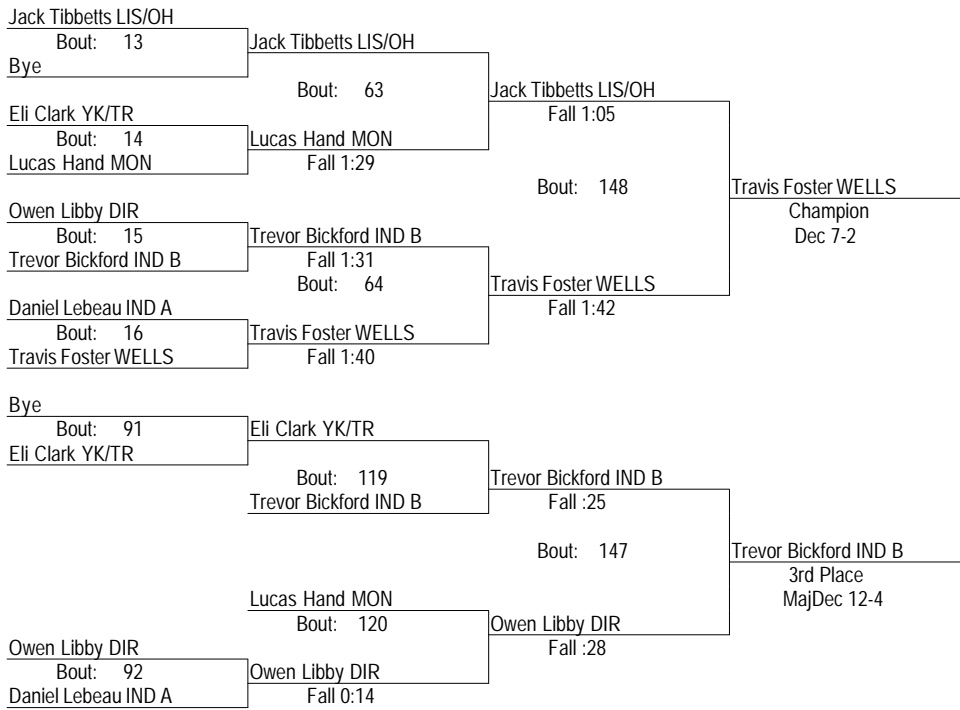 Jack Tibbetts LIS/OH
Bout: 13
Jack Tibbetts LIS/OH
Bye
Bout: 63
Jack Tibbetts LIS/OH
Eli Clark YK/TR
Fall 1:05
Bout: 14
Lucas Hand MON
Lucas Hand MON
Fall 1:29
Bout: 148
Travis Foster WELLS
Owen Libby DIR
Champion
Bout: 15
Trevor Bickford IND B
Dec 7-2
Trevor Bickford IND B
Fall 1:31
Bout: 64
Travis Foster WELLS
Daniel Lebeau IND A
Fall 1:42
Bout: 16
Travis Foster WELLS
Travis Foster WELLS
Fall 1:40
Bye
Bout: 91
Eli Clark YK/TR
Eli Clark YK/TR
Bout: 119
Trevor Bickford IND B
Trevor Bickford IND B
Fall :25
Bout: 147
Trevor Bickford IND B
3rd Place
Lucas Hand MON
MajDec 12-4
Bout: 120
Owen Libby DIR
Owen Libby DIR
Fall :28
Bout: 92
Owen Libby DIR
Daniel Lebeau IND A
Fall 0:14